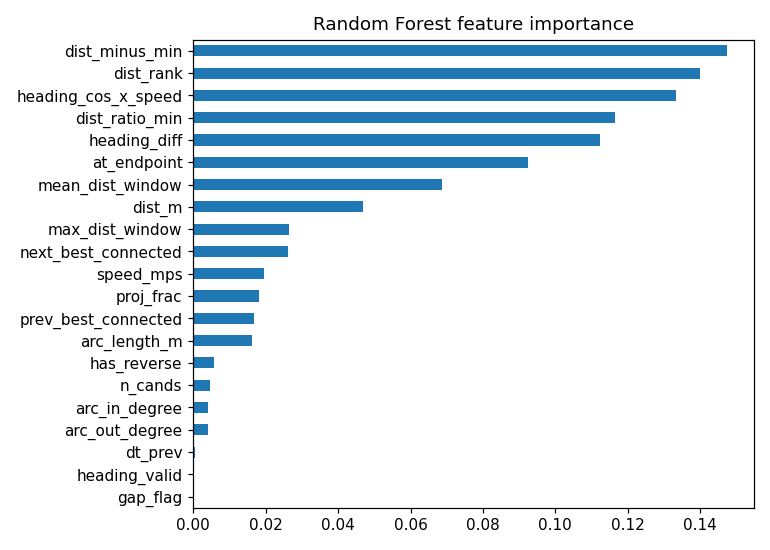 Random Forest feature importance
dist_minus_min
dist_rank
heading_cos_x_speed
dist_ratio_min
heading_diff
at_endpoint
mean_dist_window
dist_m
max_dist_window
next_best_connected
speed_mps
proj_frac
prev_best_connected
arc_length_m
has_reverse
n_cands
arc_in_degree
arc_out_degree
dt_prev
heading_valid
gap_flag
0.00 0.02 0.04 0.06 0.08 0.10 0.12 0.14